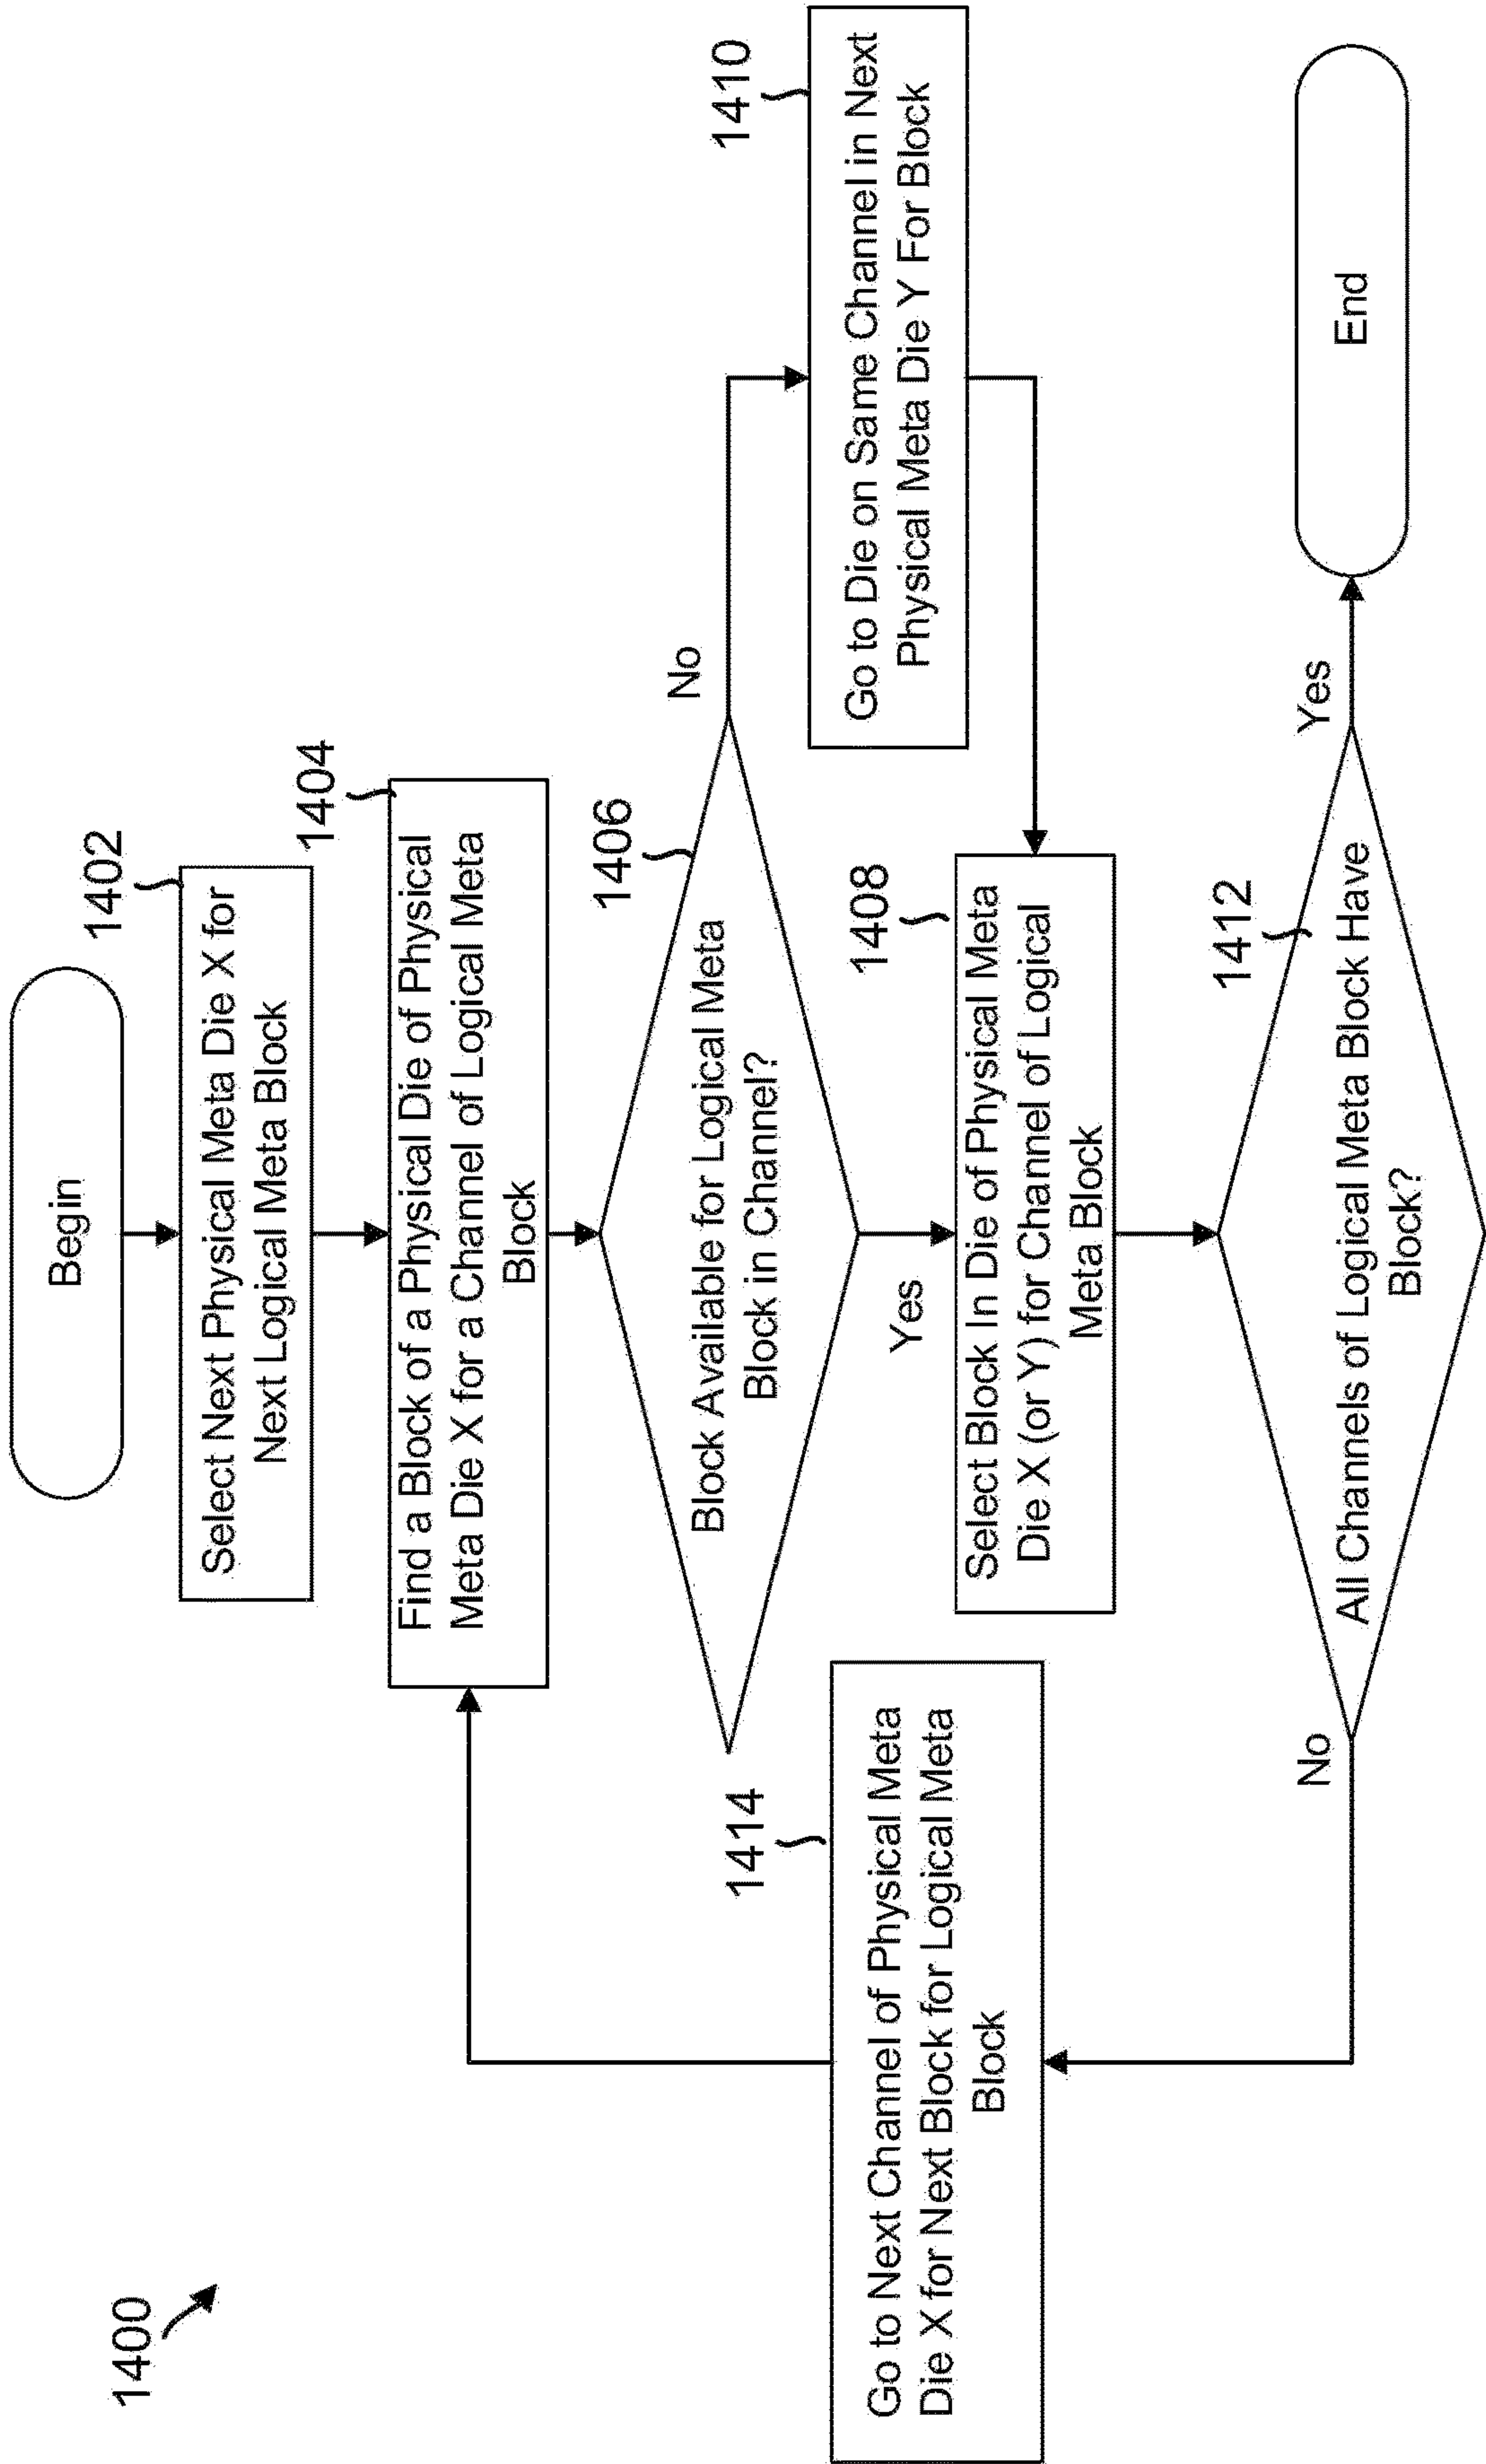 1400
Begin
1402
Select Next Physical Meta Die X for
Next Logical Meta Block
1404
Find a Block of a Physical Die of Physical
Meta Die X for a Channel of Logical Meta
Block
1406
Block Available for Logical Meta
Block in Channel?
No
Yes
1410
Go to Die on Same Channel in Next
Physical Meta Die Y For Block
1408
Select Block In Die of Physical Meta
Die X (or Y) for Channel of Logical
Meta Block
1414
Go to Next Channel of Physical Meta
Die X for Next Block for Logical Meta
Block
1412
All Channels of Logical Meta Block Have
Block?
No
Yes
End